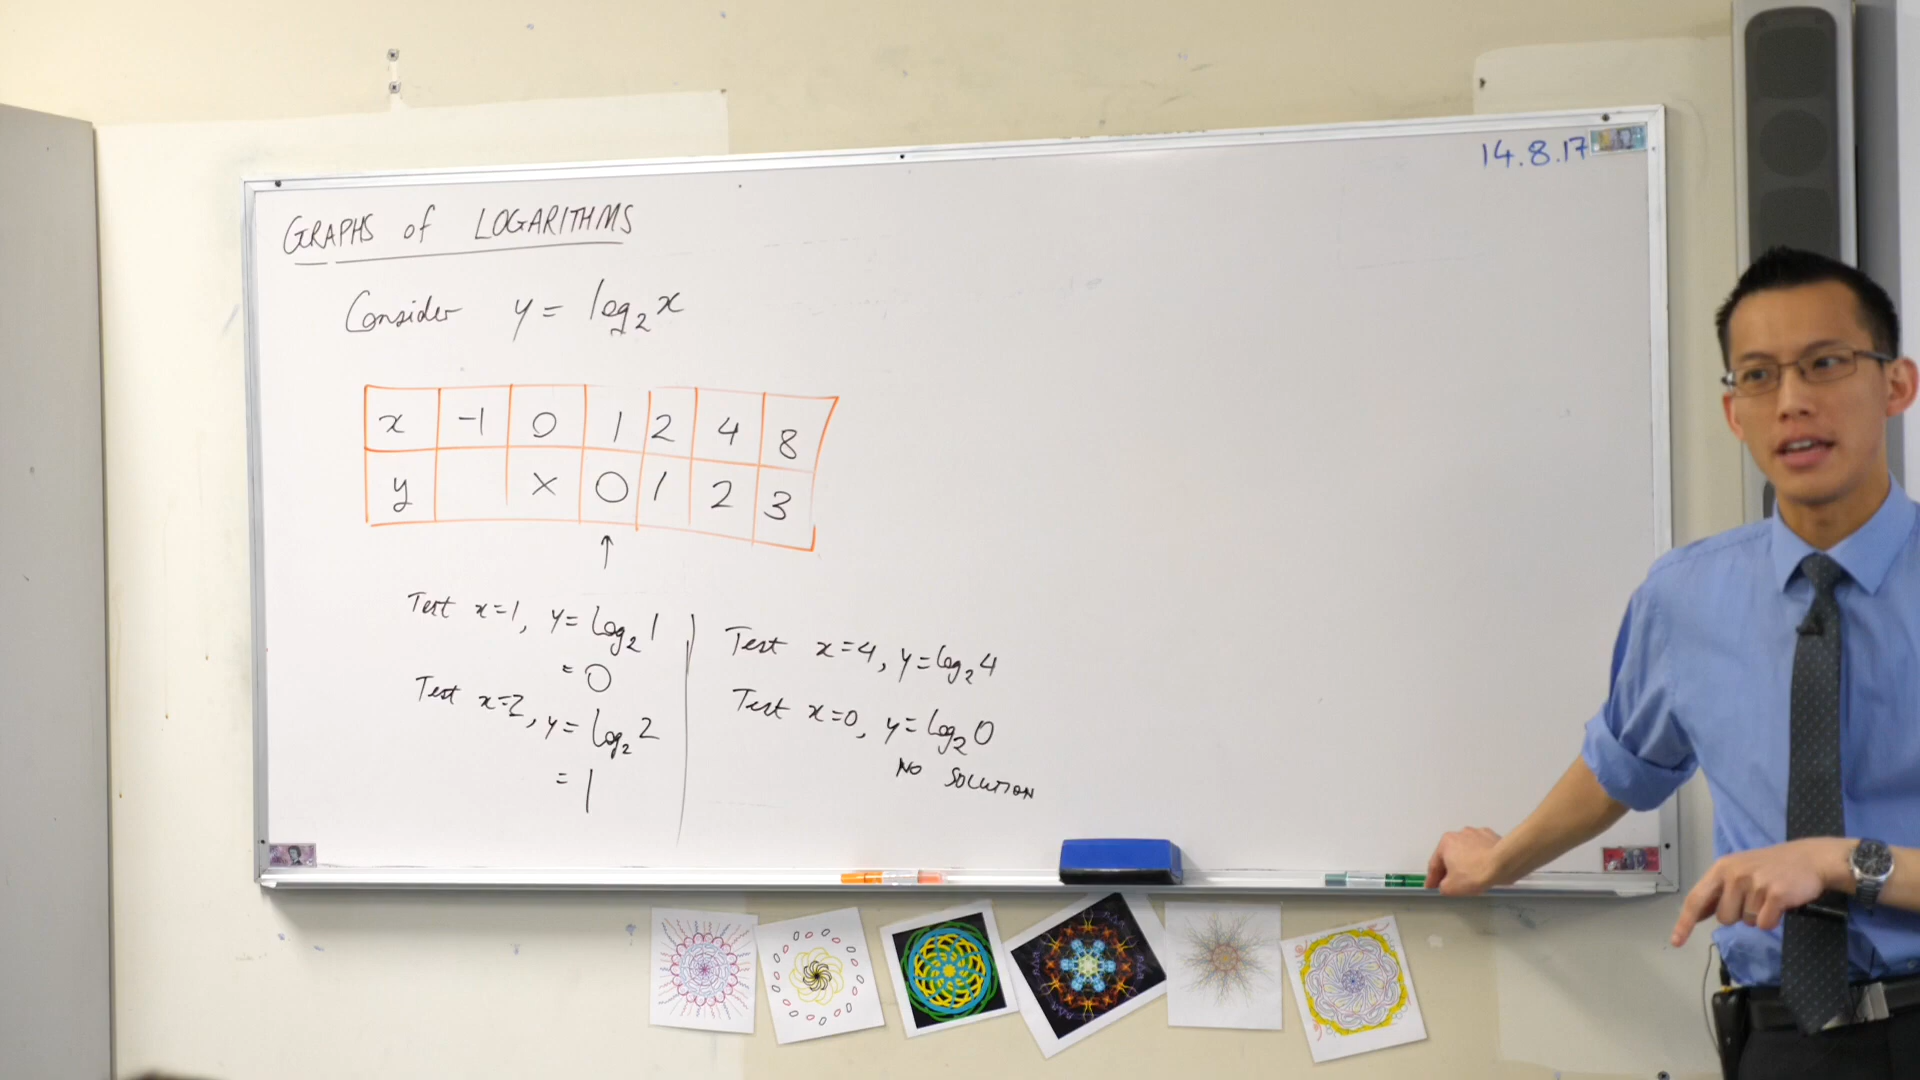 14.8.17
GRAPHS of LOGARITHMS
Consider y = log₂x
x -1 0 1 2 4 8
y × 0 1 2 3
↑
Test x=1, y= log₂1
= 0
Test x=2, y= log₂2
= 1
Test x=4, y=log₂4
Test x=0, y=log₂0
NO SOLUTION